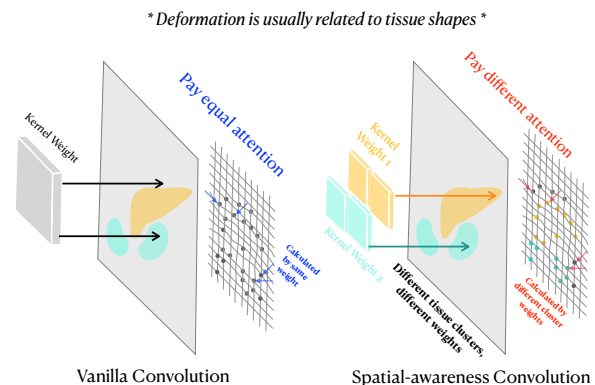 * Deformation is usually related to tissue shapes *
Kernel Weight
Pay equal attention
Calculated
by same
weight
Vanilla Convolution
Kernel
Weight 1
Kernel Weight 2
Pay different attention
Different tissue clusters,
different weights
Calculated by
different cluster
weights
Spatial-awareness Convolution